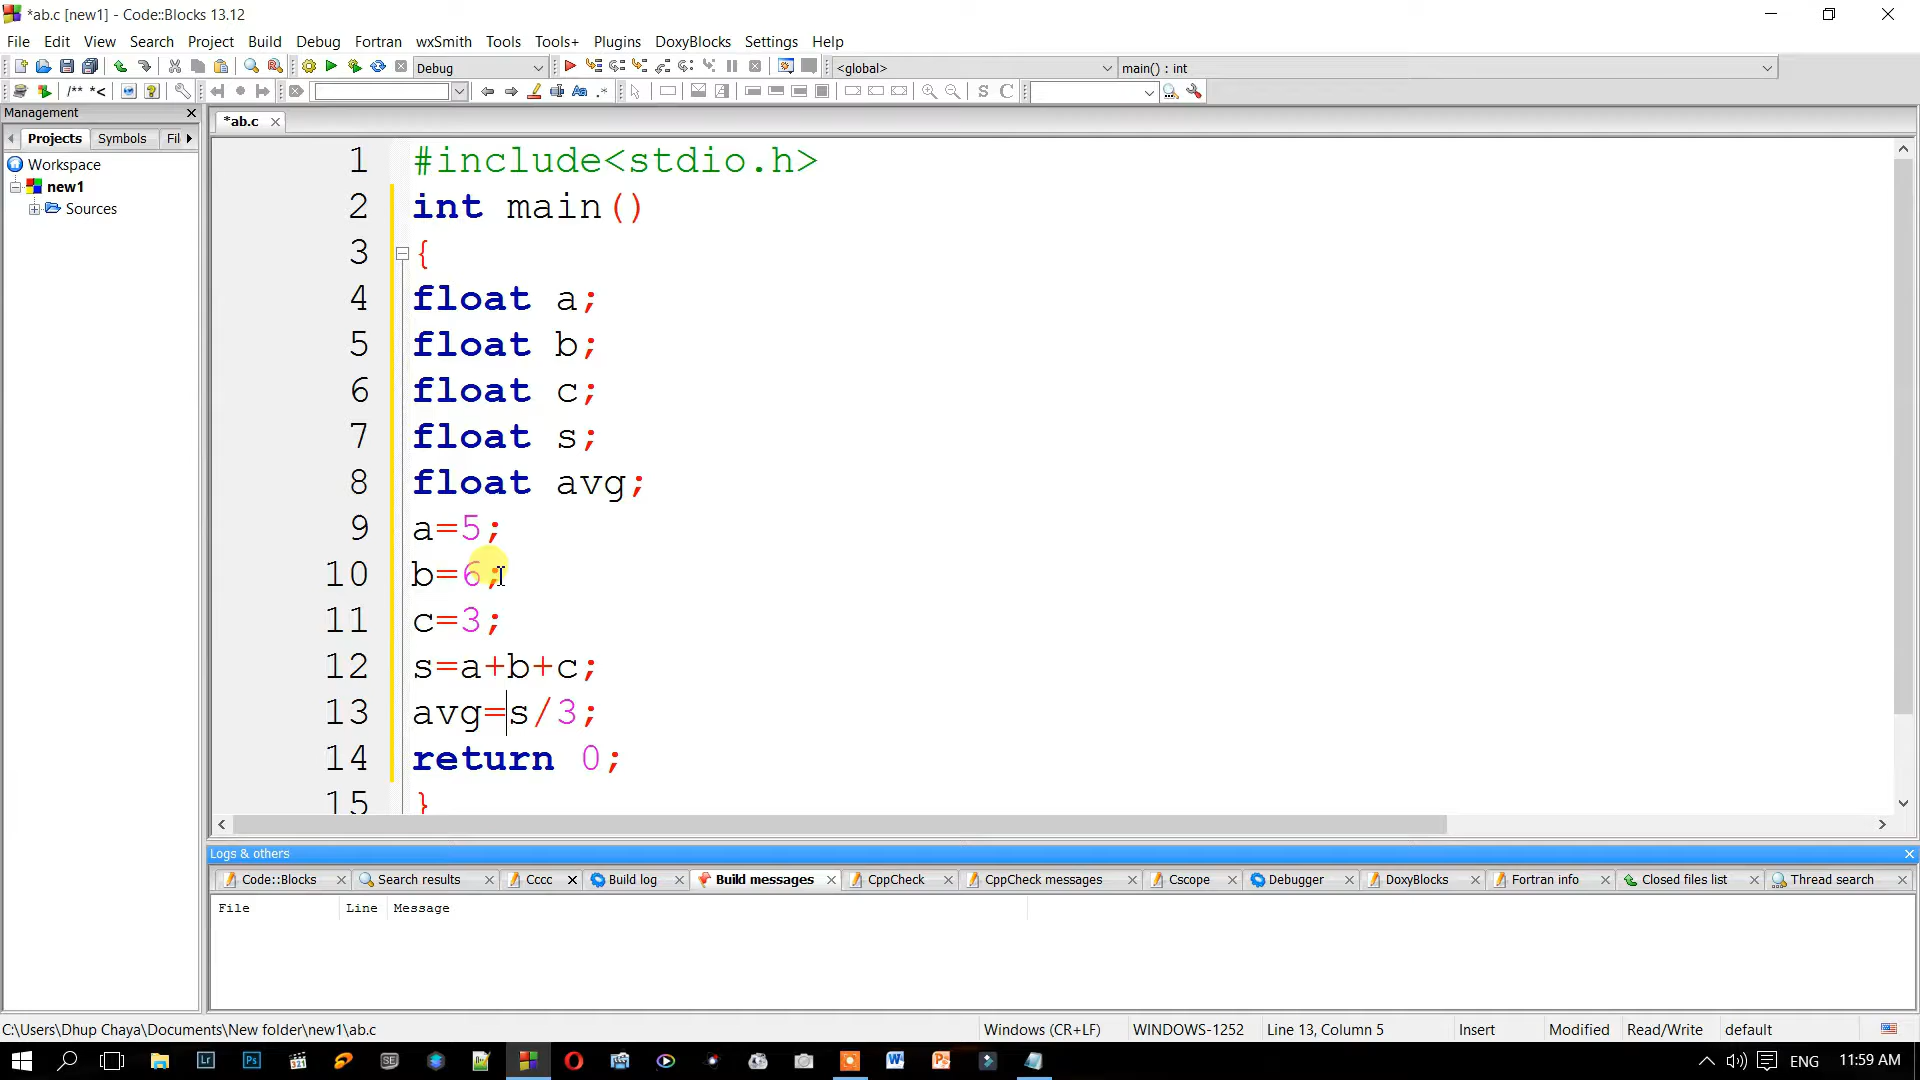 *ab.c [new1] - Code::Blocks 13.12
File Edit View Search Project Build Debug Fortran wxSmith Tools Tools+ Plugins DoxyBlocks Settings Help
Debug <global> main() : int
/** *< Aa .* S C
Management
Projects Symbols Fil
*ab.c
Workspace
new1
Sources
1 #include<stdio.h>
2 int main()
3 {
4 float a;
5 float b;
6 float c;
7 float s;
8 float avg;
9 a=5;
10 b=6;
11 c=3;
12 s=a+b+c;
13 avg=s/3;
14 return 0;
15 }
Logs & others
Code::Blocks Search results Cccc Build log Build messages CppCheck CppCheck messages Cscope Debugger DoxyBlocks Fortran info Closed files list Thread search
File Line Message
C:\Users\Dhup Chaya\Documents\New folder\new1\ab.c Windows (CR+LF) WINDOWS-1252 Line 13, Column 5 Insert Modified Read/Write default
Lr Ps 321 SE W P ENG 11:59 AM